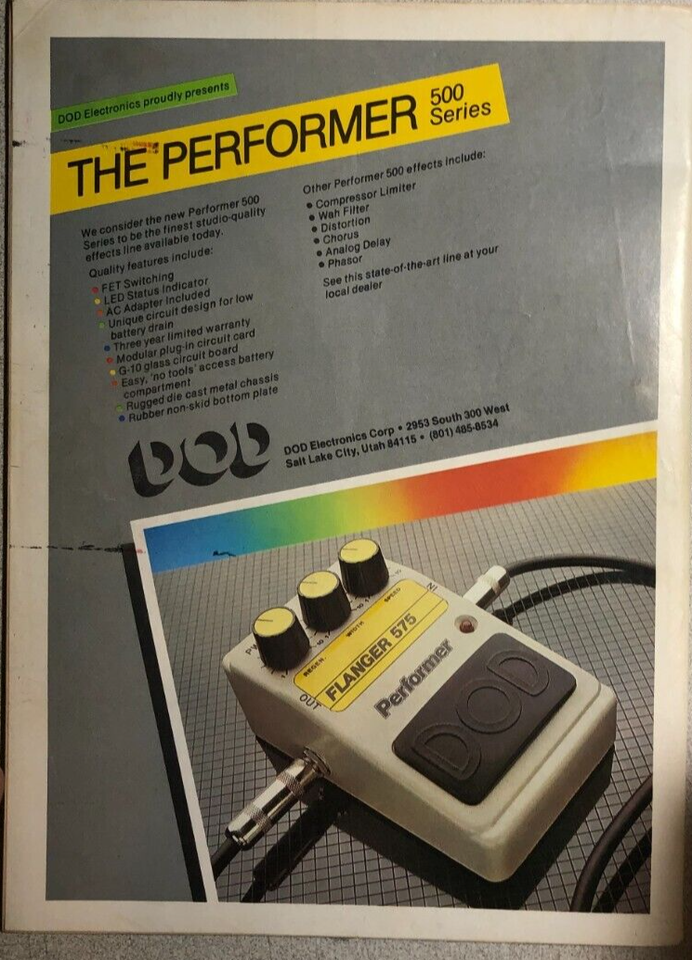 DOD Electronics proudly presents
THE PERFORMER 500
Series
We consider the new Performer 500
Series to be the finest studio-quality
effects line available today.
Quality features include:
• FET Switching
• LED Status Indicator
• AC Adapter Included
• Unique circuit design for low
battery drain
• Three year limited warranty
• Modular plug-in circuit card
• G-10 glass circuit board
• Easy, 'no tools' access battery
compartment
• Rugged die cast metal chassis
• Rubber non-skid bottom plate
Other Performer 500 effects include:
• Compressor Limiter
• Wah Filter
• Distortion
• Chorus
• Analog Delay
• Phasor
See this state-of-the-art line at your
local dealer
DOD
DOD Electronics Corp • 2953 South 300 West
Salt Lake City, Utah 84115 • (801) 485-8534
IN
REGEN
WIDTH
SPEED
OUT
FLANGER 575
Performer
DOD